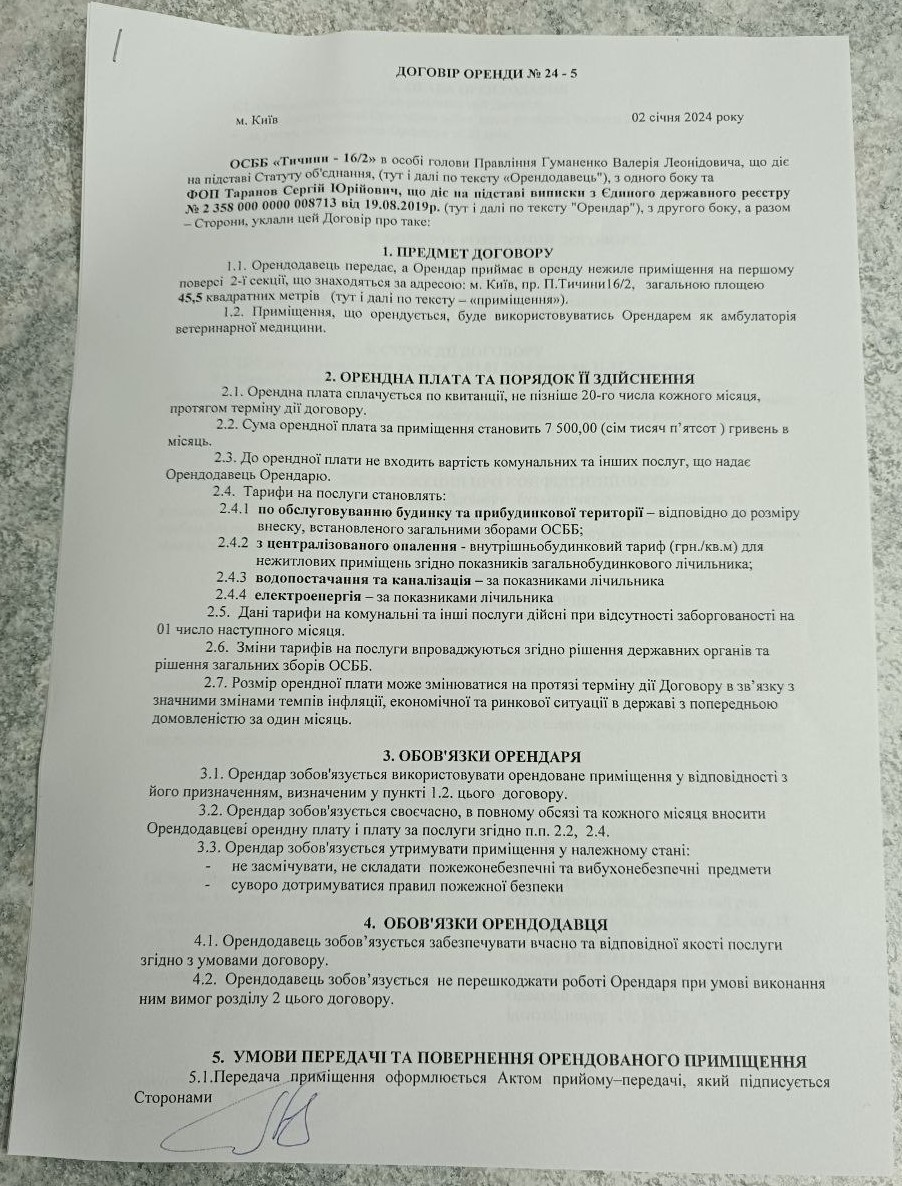 ДОГОВІР ОРЕНДИ № 24 - 5
м. Київ 02 січня 2024 року
ОСББ «Тичини - 16/2» в особі голови Правління Гуманенко Валерія Леонідовича, що діє
на підставі Статуту об'єднання, (тут і далі по тексту «Орендодавець"), з одного боку та
ФОП Таранов Сергій Юрійович, що діє на підставі виписки з Єдиного державного реєстру
№ 2 358 000 0000 008713 від 19.08.2019р. (тут і далі по тексту "Орендар"), з другого боку, а разом
– Сторони, уклали цей Договір про таке:
1. ПРЕДМЕТ ДОГОВОРУ
1.1. Орендодавець передає, а Орендар приймає в оренду нежиле приміщення на першому
поверсі 2-ї секції, що знаходяться за адресою: м. Київ, пр. П.Тичини16/2, загальною площею
45,5 квадратних метрів (тут і далі по тексту – «приміщення»).
1.2. Приміщення, що орендується, буде використовуватись Орендарем як амбулаторія
ветеринарної медицини.
2. ОРЕНДНА ПЛАТА ТА ПОРЯДОК ЇЇ ЗДІЙСНЕННЯ
2.1. Орендна плата сплачується по квитанції, не пізніше 20-го числа кожного місяця,
протягом терміну дії договору.
2.2. Сума орендної плата за приміщення становить 7 500,00 (сім тисяч п’ятсот ) гривень в
місяць.
2.3. До орендної плати не входить вартість комунальних та інших послуг, що надає
Орендодавець Орендарю.
2.4. Тарифи на послуги становлять:
2.4.1 по обслуговуванню будинку та прибудинкової території – відповідно до розміру
внеску, встановленого загальними зборами ОСББ;
2.4.2 з централізованого опалення - внутрішньобудинковий тариф (грн./кв.м) для
нежитлових приміщень згідно показників загальнобудинкового лічильника;
2.4.3 водопостачання та каналізація – за показниками лічильника
2.4.4 електроенергія – за показниками лічильника
2.5. Дані тарифи на комунальні та інші послуги дійсні при відсутності заборгованості на
01 число наступного місяця.
2.6. Зміни тарифів на послуги впроваджуються згідно рішення державних органів та
рішення загальних зборів ОСББ.
2.7. Розмір орендної плати може змінюватися на протязі терміну дії Договору в зв’язку з
значними змінами темпів інфляції, економічної та ринкової ситуації в державі з попередньою
домовленістю за один місяць.
3. ОБОВ'ЯЗКИ ОРЕНДАРЯ
3.1. Орендар зобов'язується використовувати орендоване приміщення у відповідності з
його призначенням, визначеним у пункті 1.2. цього договору.
3.2. Орендар зобов'язується своєчасно, в повному обсязі та кожного місяця вносити
Орендодавцеві орендну плату і плату за послуги згідно п.п. 2.2, 2.4.
3.3. Орендар зобов'язується утримувати приміщення у належному стані:
- не засмічувати, не складати пожежонебезпечні та вибухонебезпечні предмети
- суворо дотримуватися правил пожежної безпеки
4. ОБОВ'ЯЗКИ ОРЕНДОДАВЦЯ
4.1. Орендодавець зобов’язується забезпечувати вчасно та відповідної якості послуги
згідно з умовами договору.
4.2. Орендодавець зобов’язується не перешкоджати роботі Орендаря при умові виконання
ним вимог розділу 2 цього договору.
5. УМОВИ ПЕРЕДАЧІ ТА ПОВЕРНЕННЯ ОРЕНДОВАНОГО ПРИМІЩЕННЯ
5.1.Передача приміщення оформлюється Актом прийому–передачі, який підписується
Сторонами